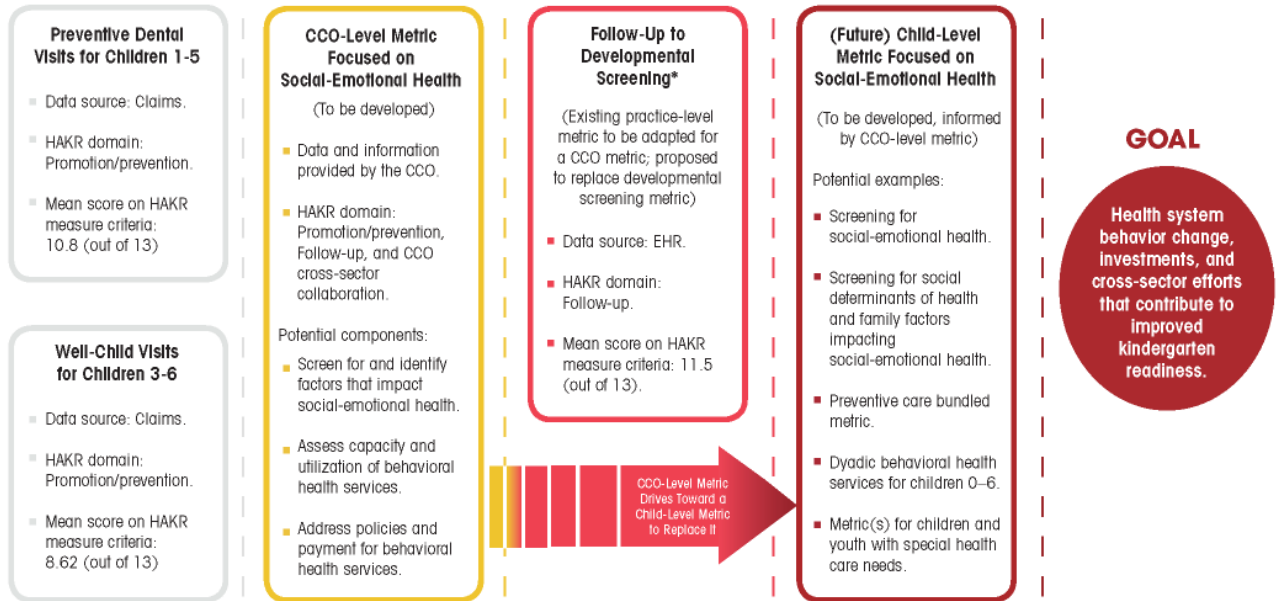 Preventive Dental
Visits for Children 1-5
Data source: Claims.
HAKR domain:
Promotion/prevention.
Mean score on HAKR
measure criteria:
10.8 (out of 13)
Well-Child Visits
for Children 3-6
Data source: Claims.
HAKR domain:
Promotion/prevention.
Mean score on HAKR
measure criteria:
8.62 (out of 13)
CCO-Level Metric
Focused on
Social-Emotional Health
(To be developed)
Data and information
provided by the CCO.
HAKR domain:
Promotion/prevention,
Follow-up, and CCO
cross-sector
collaboration.
Potential components:
Screen for and identify
factors that impact
social-emotional health.
Assess capacity and
utilization of behavioral
health services.
Address policies and
payment for behavioral
health services.
Follow-Up to
Developmental
Screening*
(Existing practice-level
metric to be adapted for
a CCO metric; proposed
to replace developmental
screening metric)
Data source: EHR.
HAKR domain:
Follow-up.
Mean score on HAKR
measure criteria: 11.5
(out of 13).
CCO-Level Metric
Drives Toward a
Child-Level Metric
to Replace It
(Future) Child-Level
Metric Focused on
Social-Emotional Health
(To be developed, informed
by CCO-level metric)
Potential examples:
Screening for
social-emotional health.
Screening for social
determinants of health
and family factors
impacting
social-emotional health.
Preventive care bundled
metric.
Dyadic behavioral health
services for children 0–6.
Metric(s) for children and
youth with special health
care needs.
GOAL
Health system
behavior change,
investments, and
cross-sector efforts
that contribute to
improved
kindergarten
readiness.